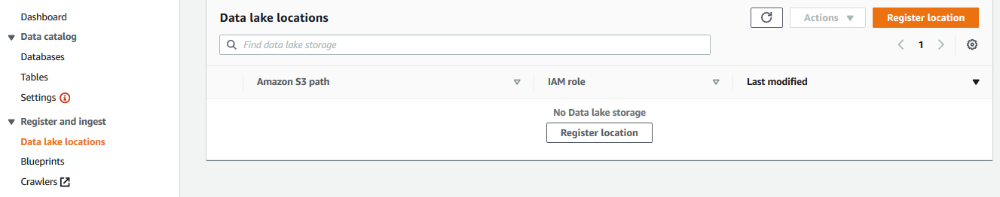 Dashboard
Data catalog
Databases
Tables
Settings
Register and ingest
Data lake locations
Blueprints
Crawlers
Data lake locations
Actions
Register location
Find data lake storage
1
Amazon S3 path
IAM role
Last modified
No Data lake storage
Register location